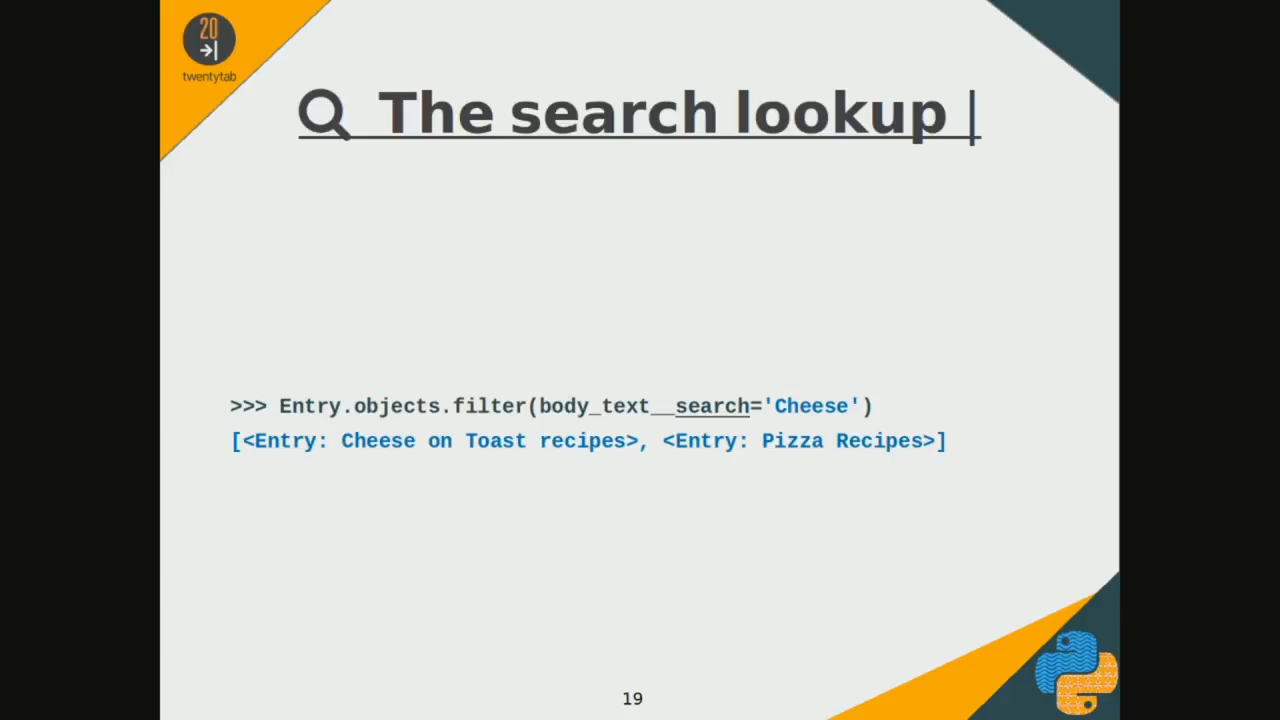 20
twentytab
The search lookup |
>>> Entry.objects.filter(body_text__search='Cheese')
[<Entry: Cheese on Toast recipes>, <Entry: Pizza Recipes>]
19